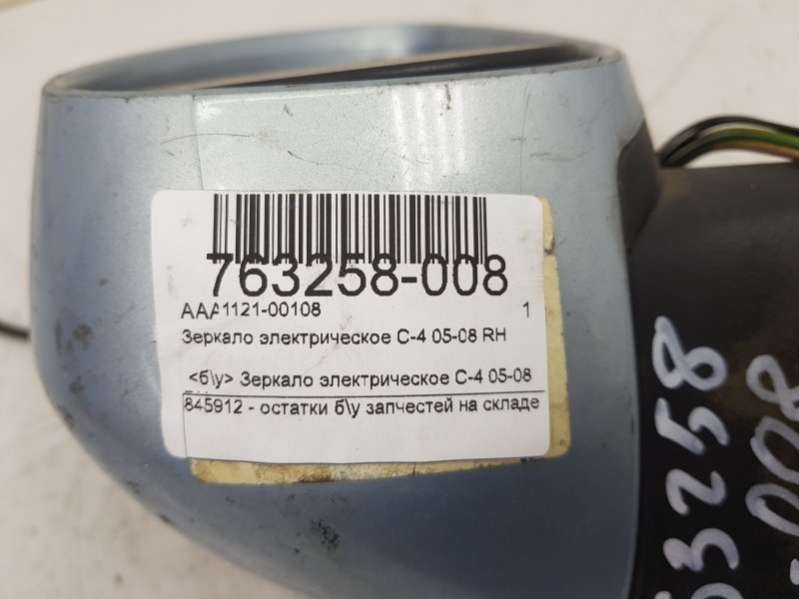 763258-008
AAA1121-00108 1
Зеркало электрическое C-4 05-08 RH
<б\у> Зеркало электрическое C-4 05-08
845912 - остатки б\у запчестей на складе
63258
008